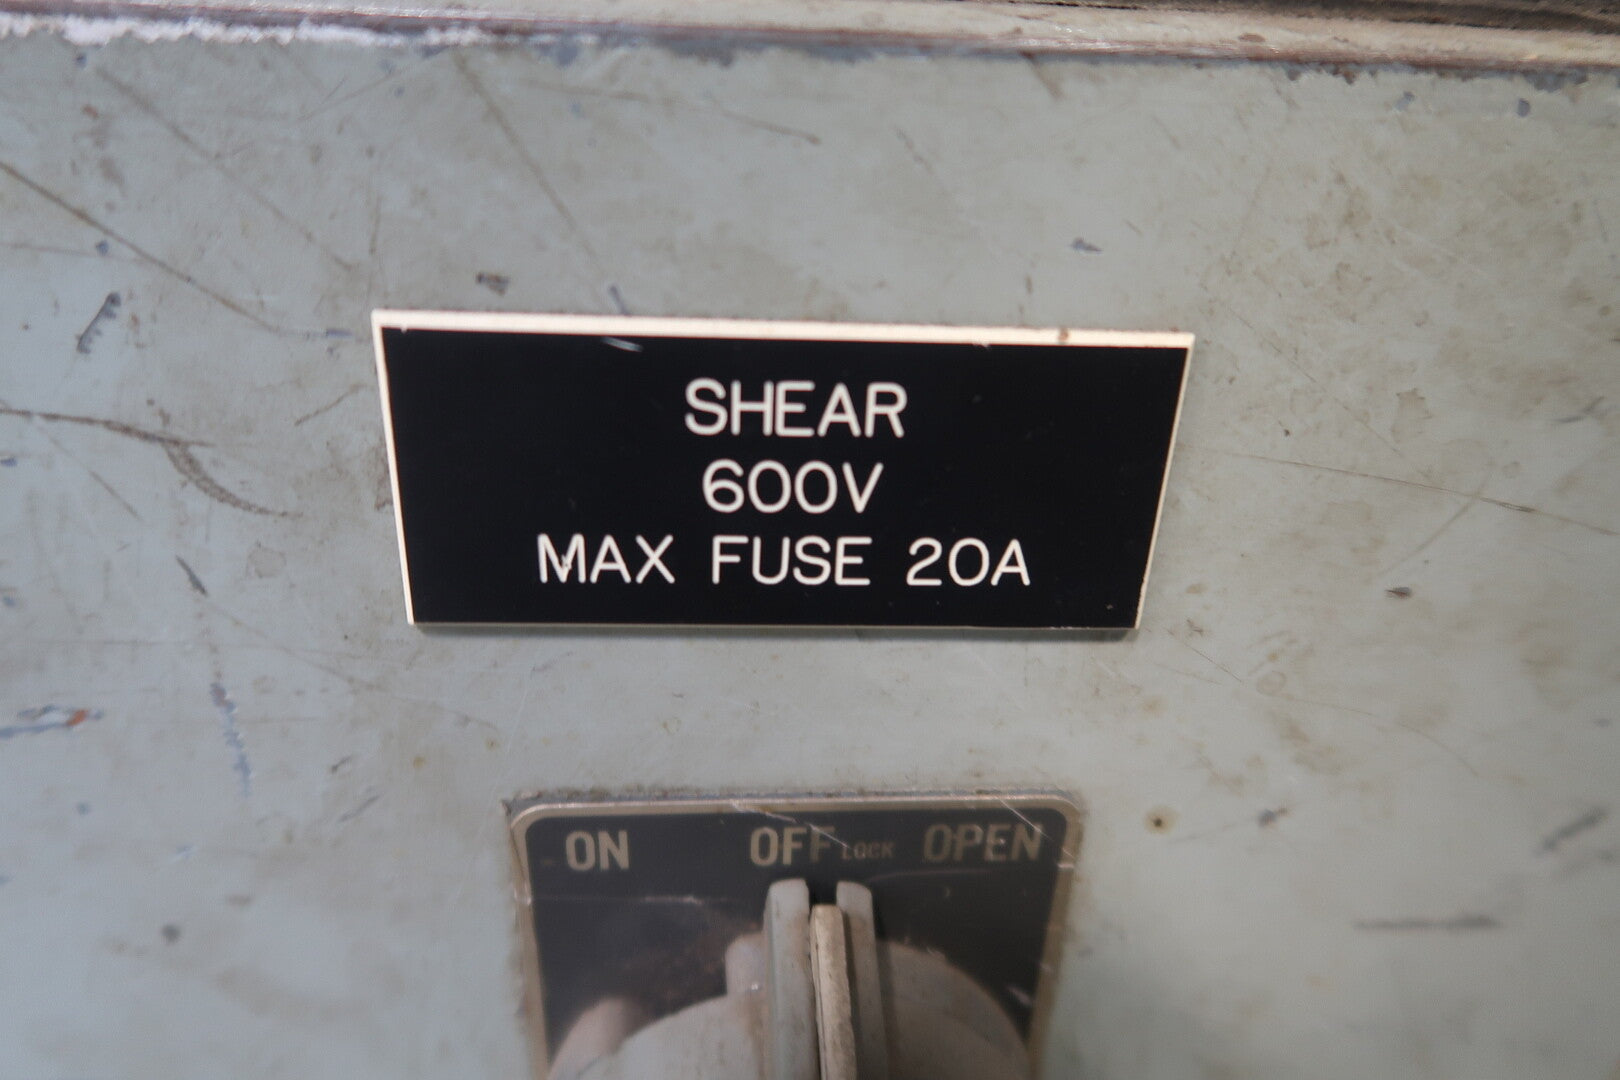 SHEAR
600V
MAX FUSE 20A
ON OFF LOCK OPEN